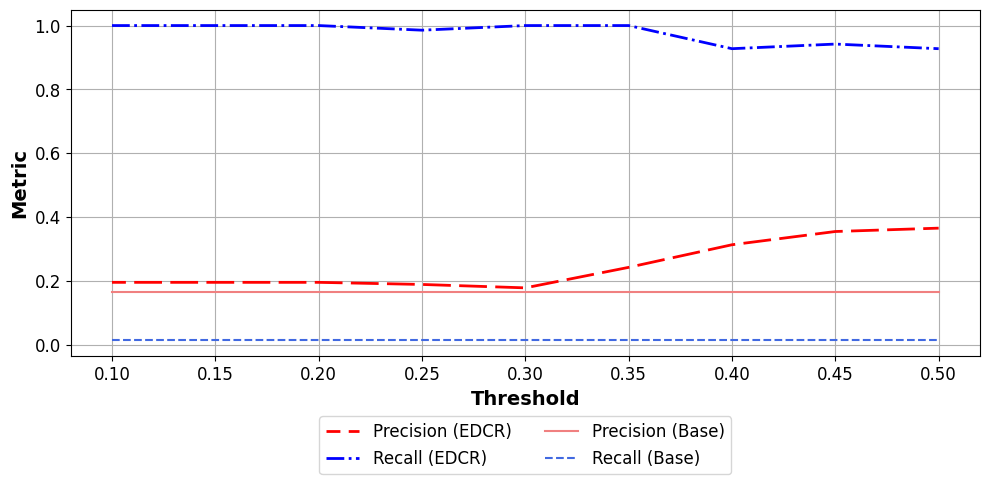 1.0
0.8
0.6
0.4
0.2
0.0
Metric
0.10 0.15 0.20 0.25 0.30 0.35 0.40 0.45 0.50
Threshold
Precision (EDCR) Precision (Base)
Recall (EDCR) Recall (Base)